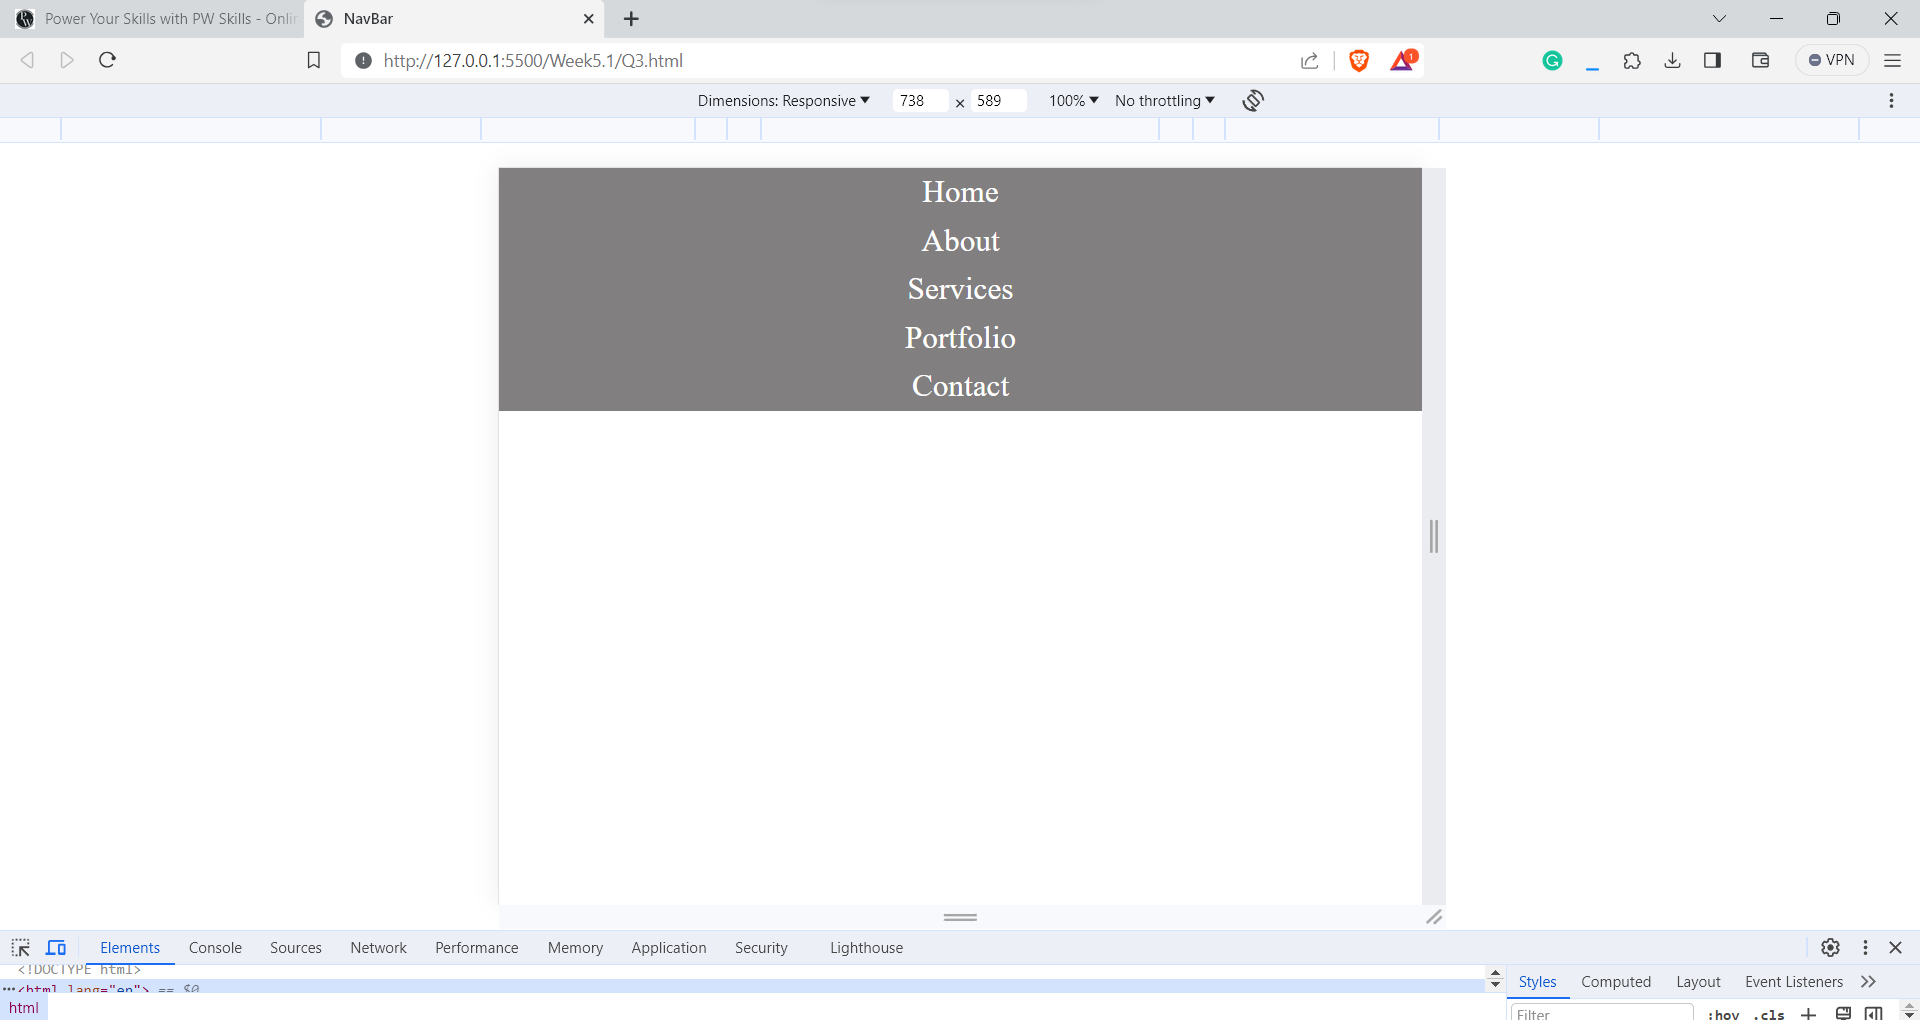 Power Your Skills with PW Skills - Onlin
NavBar
http://127.0.0.1:5500/Week5.1/Q3.html
1
G
VPN
Dimensions: Responsive 738 × 589 100% No throttling
Home
About
Services
Portfolio
Contact
Elements Console Sources Network Performance Memory Application Security Lighthouse
<!DOCTYPE html>
<html lang="en"> == $0
html
Styles Computed Layout Event Listeners
Filter :hov .cls